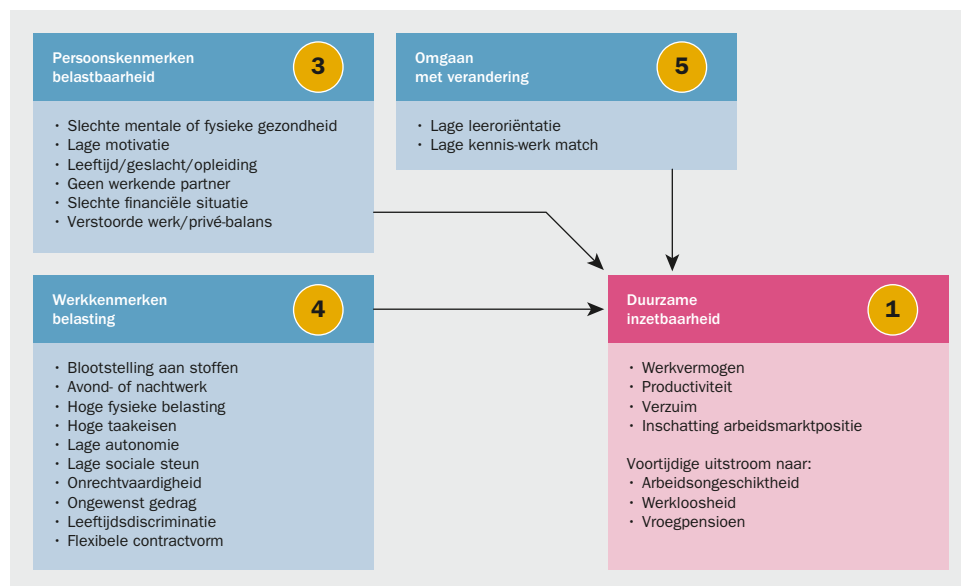 Persoonskenmerken
belastbaarheid
3
• Slechte mentale of fysieke gezondheid
• Lage motivatie
• Leeftijd/geslacht/opleiding
• Geen werkende partner
• Slechte financiële situatie
• Verstoorde werk/privé-balans
Omgaan
met verandering
5
• Lage leeroriëntatie
• Lage kennis-werk match
Werkkenmerken
belasting
4
• Blootstelling aan stoffen
• Avond- of nachtwerk
• Hoge fysieke belasting
• Hoge taakeisen
• Lage autonomie
• Lage sociale steun
• Onrechtvaardigheid
• Ongewenst gedrag
• Leeftijdsdiscriminatie
• Flexibele contractvorm
Duurzame
inzetbaarheid
1
• Werkvermogen
• Productiviteit
• Verzuim
• Inschatting arbeidsmarktpositie
Voortijdige uitstroom naar:
• Arbeidsongeschiktheid
• Werkloosheid
• Vroegpensioen